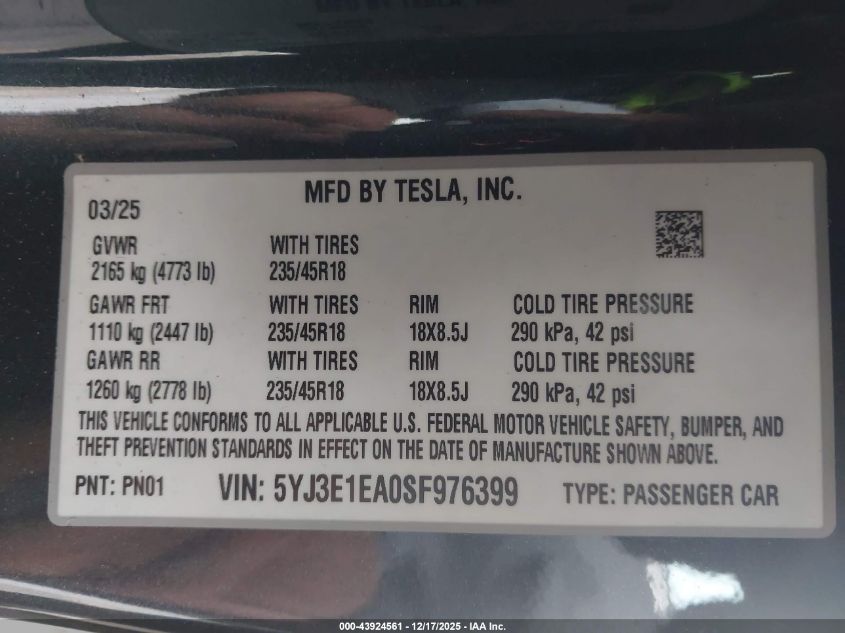 MFD BY TESLA, INC.
03/25
GVWR WITH TIRES
2165 kg (4773 lb) 235/45R18
GAWR FRT WITH TIRES RIM COLD TIRE PRESSURE
1110 kg (2447 lb) 235/45R18 18X8.5J 290 kPa, 42 psi
GAWR RR WITH TIRES RIM COLD TIRE PRESSURE
1260 kg (2778 lb) 235/45R18 18X8.5J 290 kPa, 42 psi
THIS VEHICLE CONFORMS TO ALL APPLICABLE U.S. FEDERAL MOTOR VEHICLE SAFETY, BUMPER, AND
THEFT PREVENTION STANDARDS IN EFFECT ON THE DATE OF MANUFACTURE SHOWN ABOVE.
PNT: PN01 VIN: 5YJ3E1EA0SF976399 TYPE: PASSENGER CAR
000-43924561 - 12/17/2025 - IAA Inc.